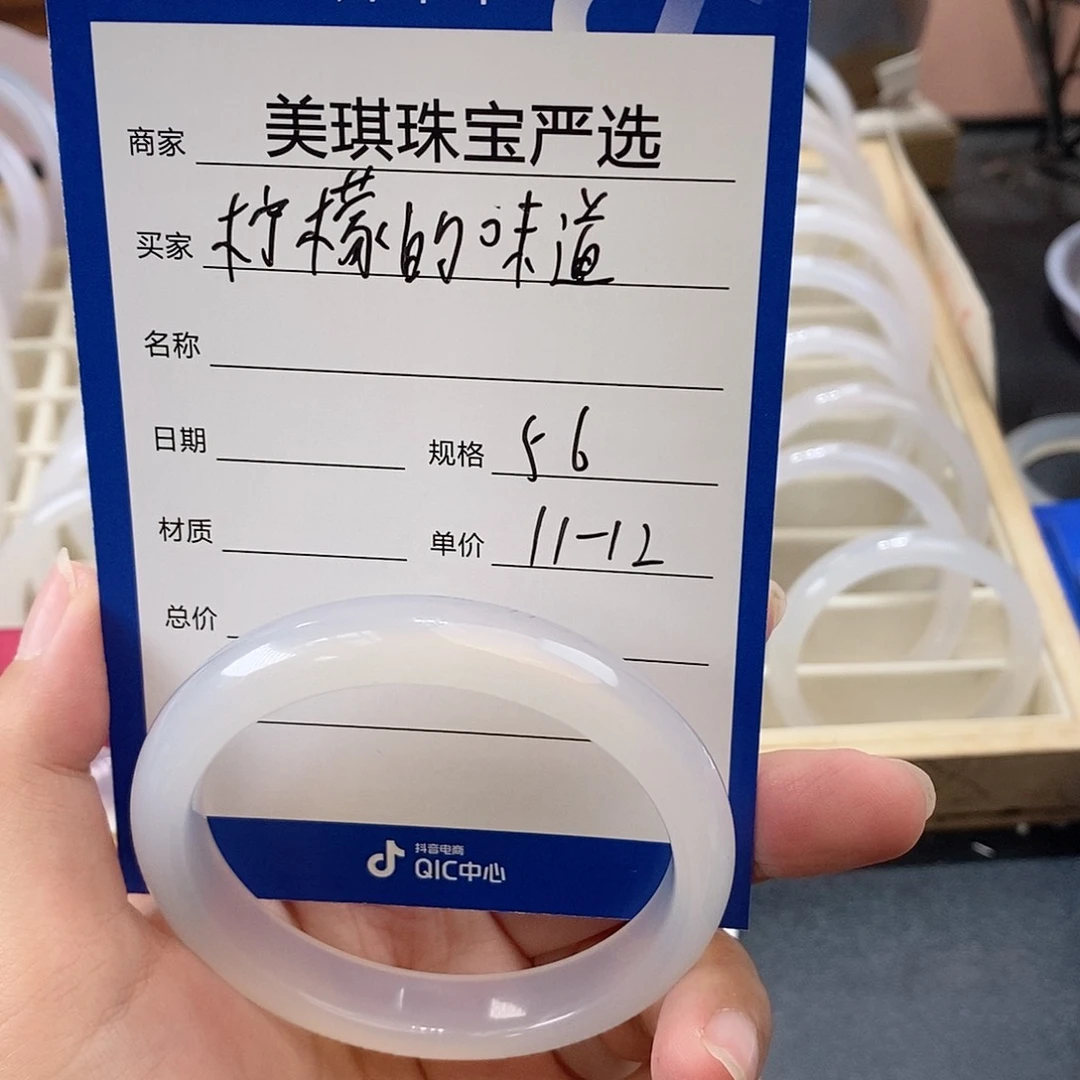 商家 美琪珠宝严选
买家 柠檬的味道
名称
日期 规格 56
材质 单价 11-12
总价
抖音电商
QIC中心